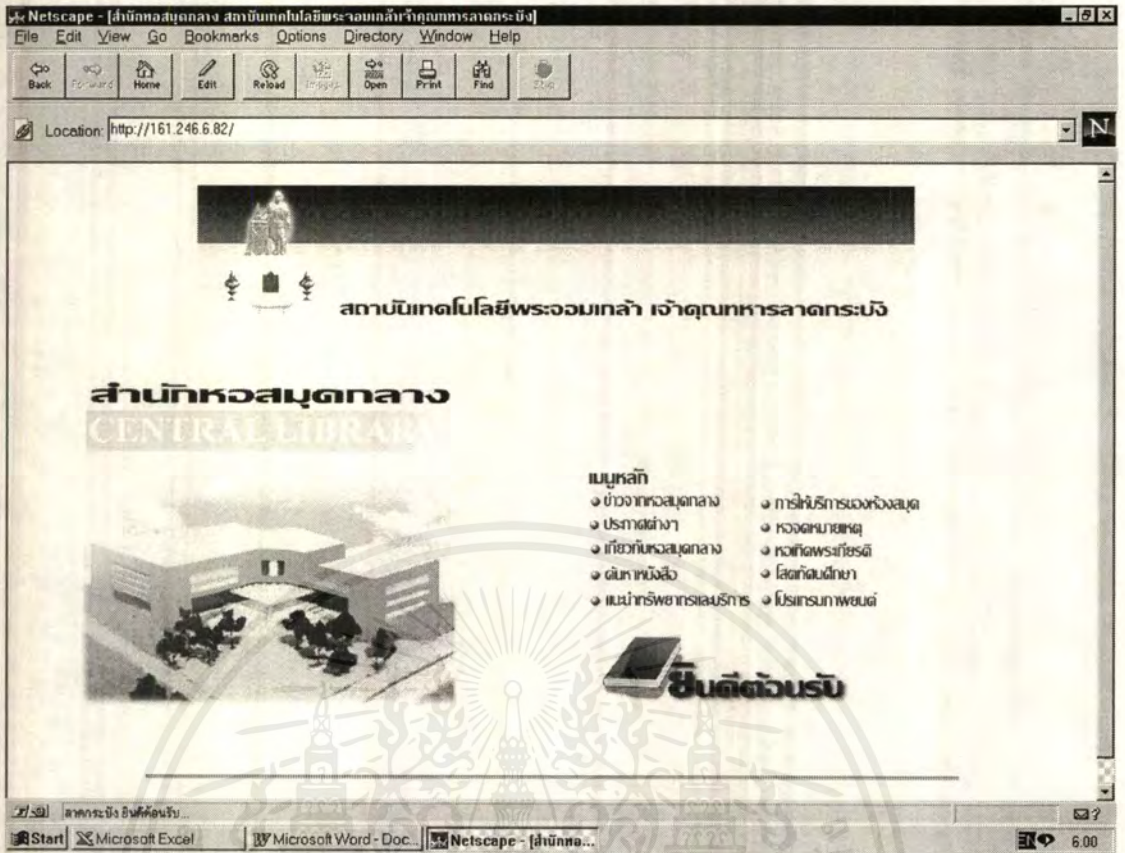 Netscape - [สำนักหอสมุดกลาง สถาบันเทคโนโลยีพระจอมเกล้าเจ้าคุณทหารลาดกระบัง]
File Edit View Go Bookmarks Options Directory Window Help
Back Forward Home Edit Reload Images Open Print Find Stop
Location: http://161.246.6.82/
N
สถาบันเทคโนโลยีพระจอมเกล้า เจ้าคุณทหารลาดกระบัง
สำนักหอสมุดกลาง
CENTRAL LIBRARY
เมนูหลัก
ข่าวจากหอสมุดกลาง
ประกาศต่างๆ
เกี่ยวกับหอสมุดกลาง
ค้นหาหนังสือ
แนะนำทรัพยากรและบริการ
การให้บริการของห้องสมุด
หอจดหมายเหตุ
หอเทิดพระเกียรติ
โสตทัศนศึกษา
โปรแกรมภาพยนต์
ยินดีต้อนรับ
ลาดกระบัง ยินดีต้อนรับ...
Start Microsoft Excel Microsoft Word - Doc... Netscape - [สำนักหอ... EN 6.00